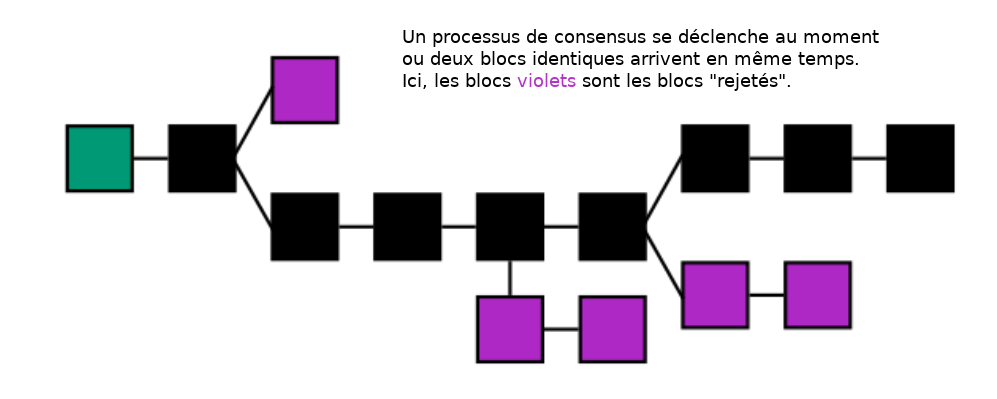 Un processus de consensus se déclenche au moment
ou deux blocs identiques arrivent en même temps.
Ici, les blocs violets sont les blocs "rejetés".